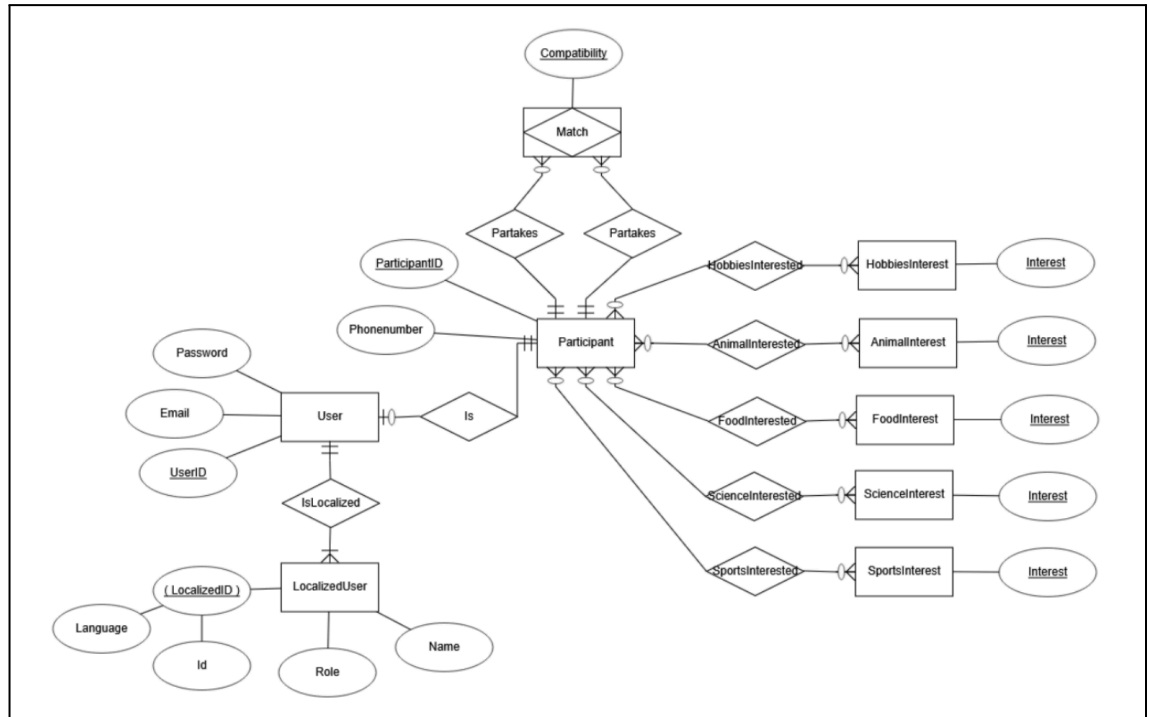 Compatibility
Match
Partakes
Partakes
ParticipantID
HobbiesInterested
HobbiesInterest
Interest
Phonenumber
Participant
AnimalInterested
AnimalInterest
Interest
Password
Email
User
Is
FoodInterested
FoodInterest
Interest
UserID
IsLocalized
ScienceInterested
ScienceInterest
Interest
( LocalizedID )
LocalizedUser
SportsInterested
SportsInterest
Interest
Language
Id
Role
Name